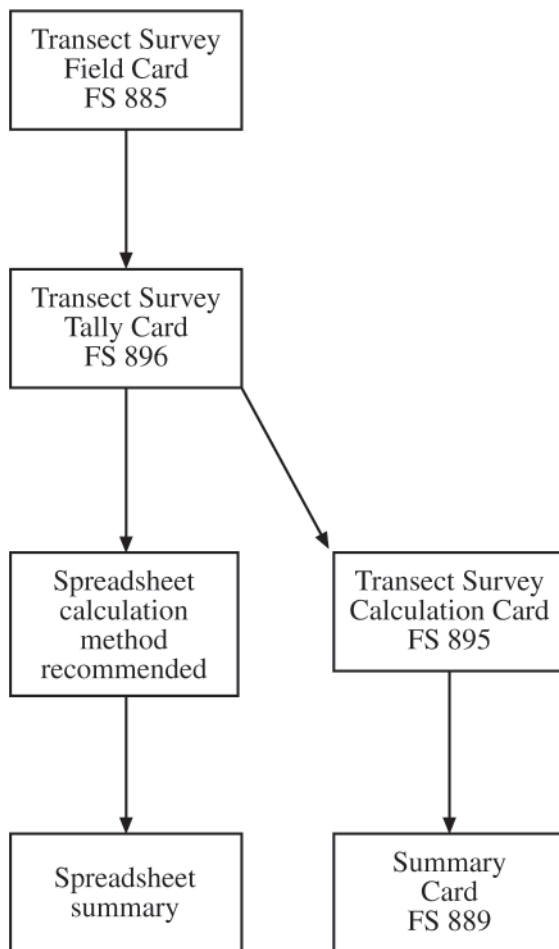 Transect Survey
Field Card
FS 885
Transect Survey
Tally Card
FS 896
Spreadsheet
calculation
method
recommended
Transect Survey
Calculation Card
FS 895
Spreadsheet
summary
Summary
Card
FS 889